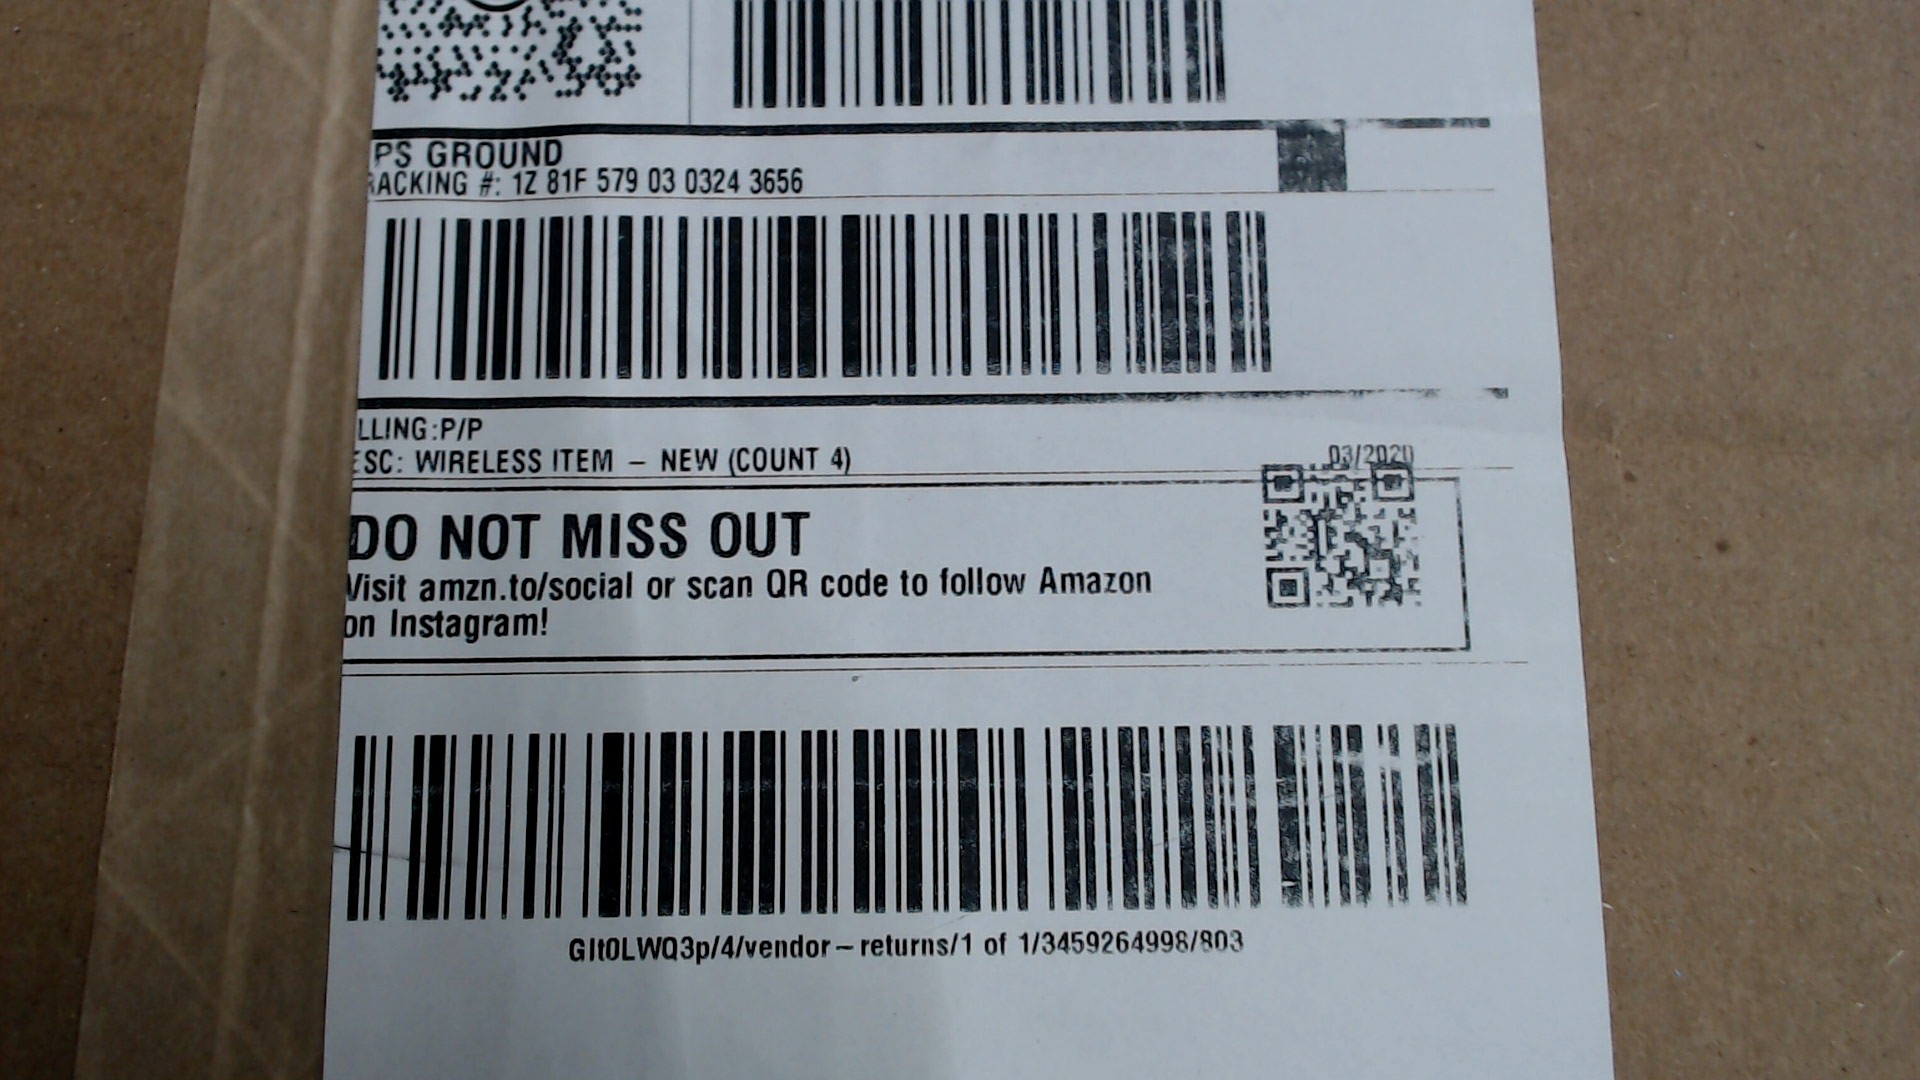 PS GROUND
RACKING #: 1Z 81F 579 03 0324 3656
LLING:P/P
ESC: WIRELESS ITEM – NEW (COUNT 4)
03/2020
DO NOT MISS OUT
Visit amzn.to/social or scan QR code to follow Amazon
on Instagram!
GIt0LWQ3p/4/vendor–returns/1 of 1/3459264998/803